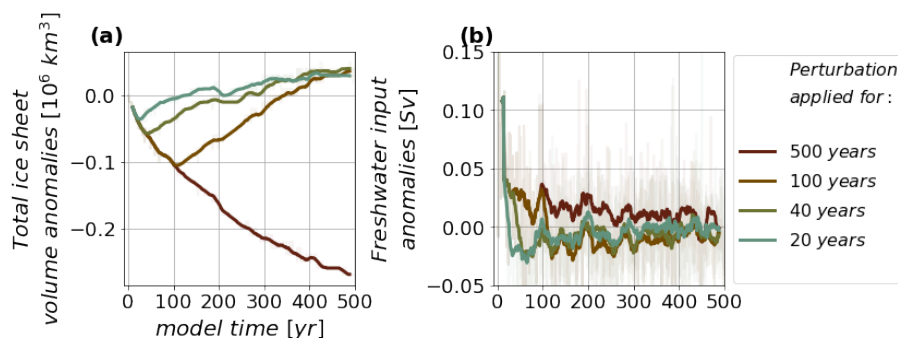 (a)
(b)
Total ice sheet
volume anomalies [10⁶ km³]
0.0
−0.1
−0.2
0
100
200
300
400
500
model time [yr]
Freshwater input
anomalies [Sv]
0.15
0.10
0.05
0.00
−0.05
0
100
200
300
400
500
Perturbation
applied for :
500 years
100 years
40 years
20 years